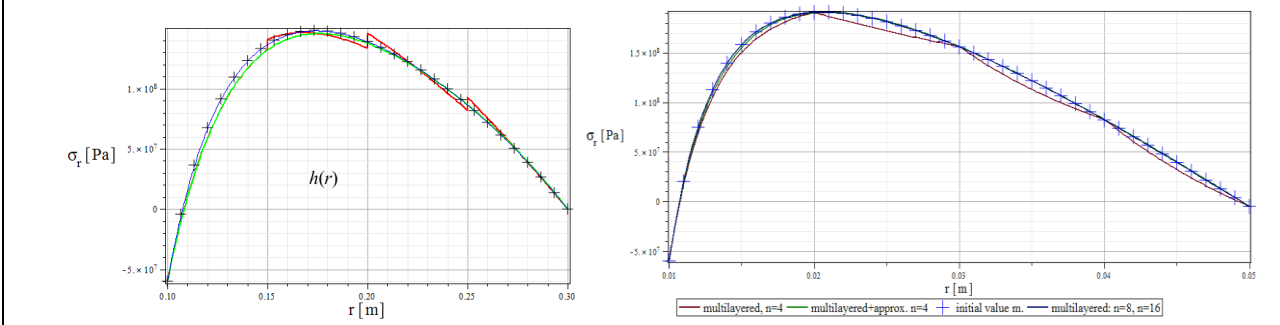 1. × 10⁸
σr [Pa]
5. × 10⁷
h(r)
0
-5. × 10⁷
0.10 0.15 0.20 0.25 0.30
r [m]
1.5 × 10⁸
1. × 10⁸
σr [Pa]
5. × 10⁷
0
-5. × 10⁷
0.01 0.02 0.03 0.04 0.05
r [m]
multilayered, n=4 multilayered+approx. n=4 initial value m. multilayered: n=8, n=16